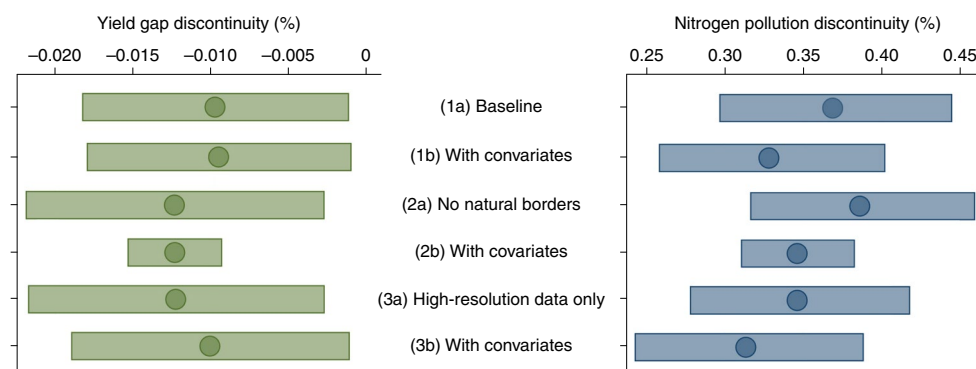 Yield gap discontinuity (%)
−0.020 −0.015 −0.010 −0.005 0
Nitrogen pollution discontinuity (%)
0.25 0.30 0.35 0.40 0.45
(1a) Baseline
(1b) With convariates
(2a) No natural borders
(2b) With covariates
(3a) High-resolution data only
(3b) With convariates